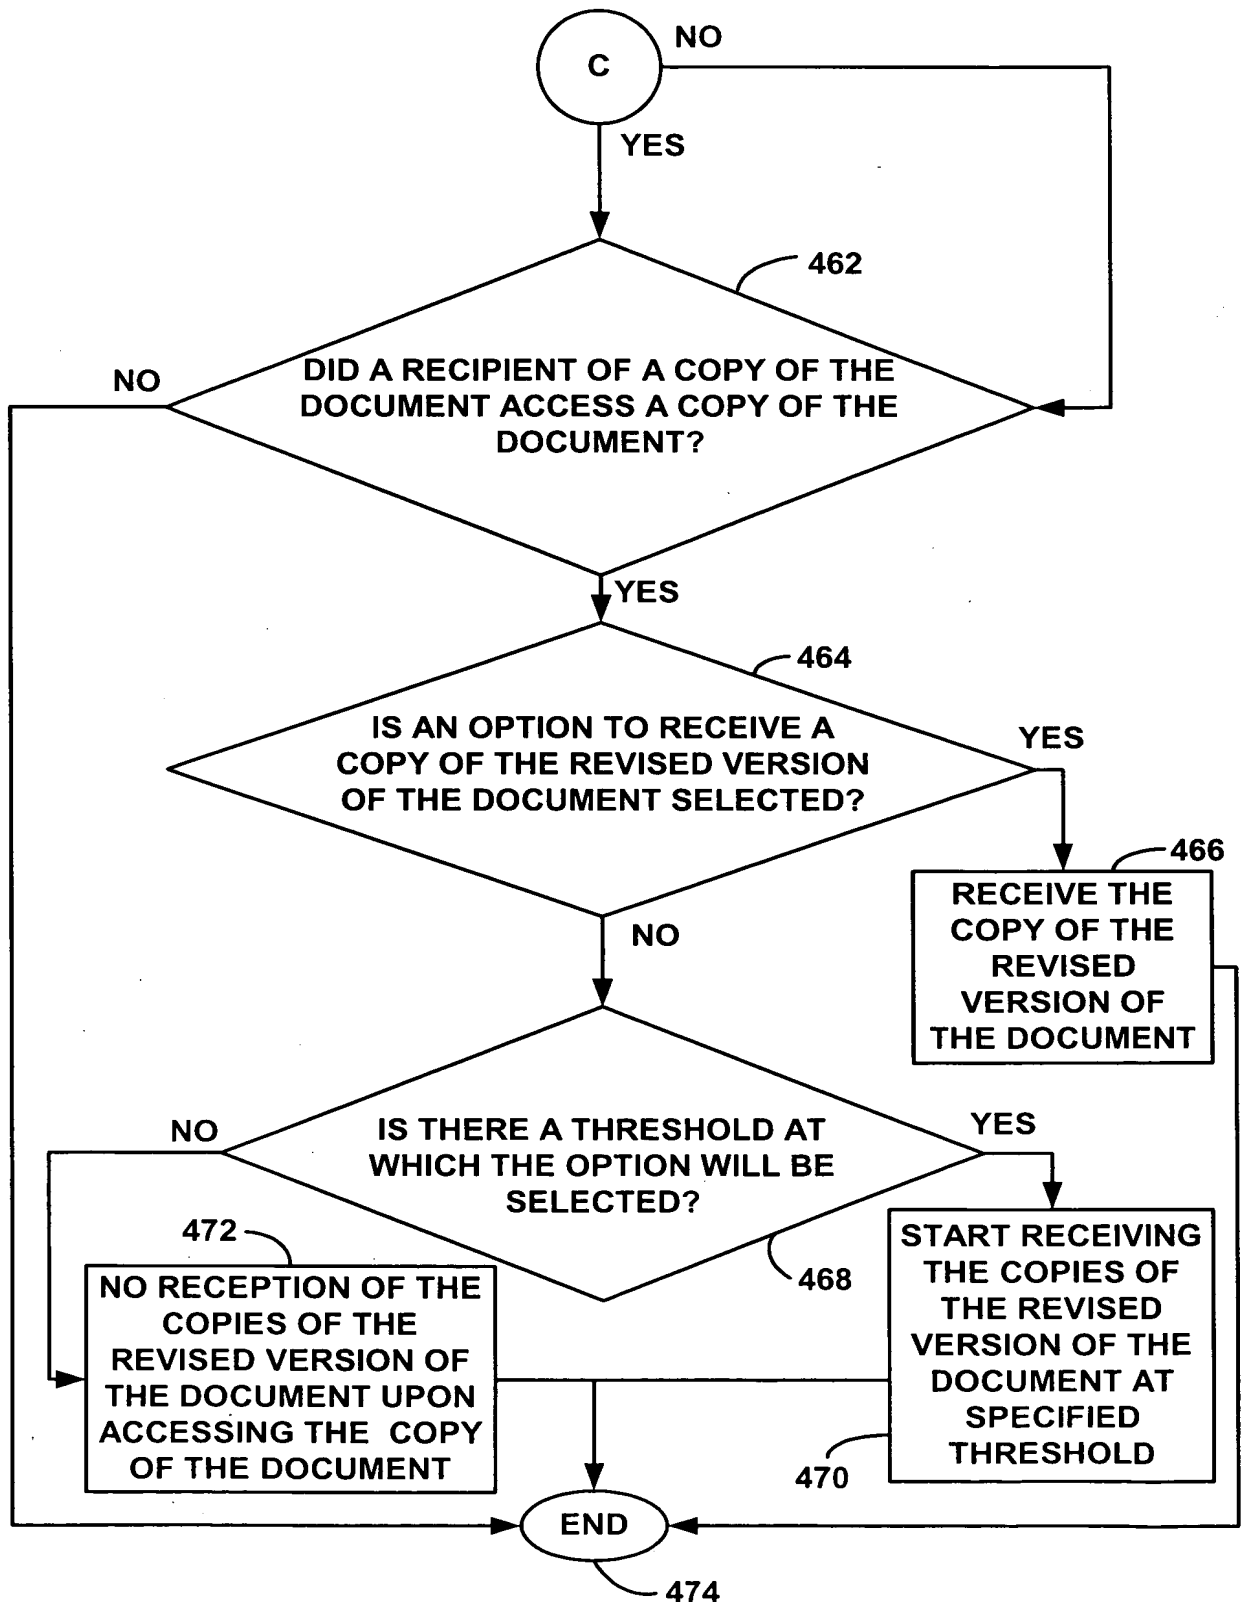 NO
C
YES
462
NO
DID A RECIPIENT OF A COPY OF THE
DOCUMENT ACCESS A COPY OF THE
DOCUMENT?
YES
464
IS AN OPTION TO RECEIVE A
COPY OF THE REVISED VERSION
OF THE DOCUMENT SELECTED?
YES
466
RECEIVE THE
COPY OF THE
REVISED
VERSION OF
THE DOCUMENT
NO
NO
IS THERE A THRESHOLD AT
WHICH THE OPTION WILL BE
SELECTED?
YES
468
472
NO RECEPTION OF THE
COPIES OF THE
REVISED VERSION OF
THE DOCUMENT UPON
ACCESSING THE COPY
OF THE DOCUMENT
START RECEIVING
THE COPIES OF
THE REVISED
VERSION OF THE
DOCUMENT AT
SPECIFIED
THRESHOLD
470
END
474